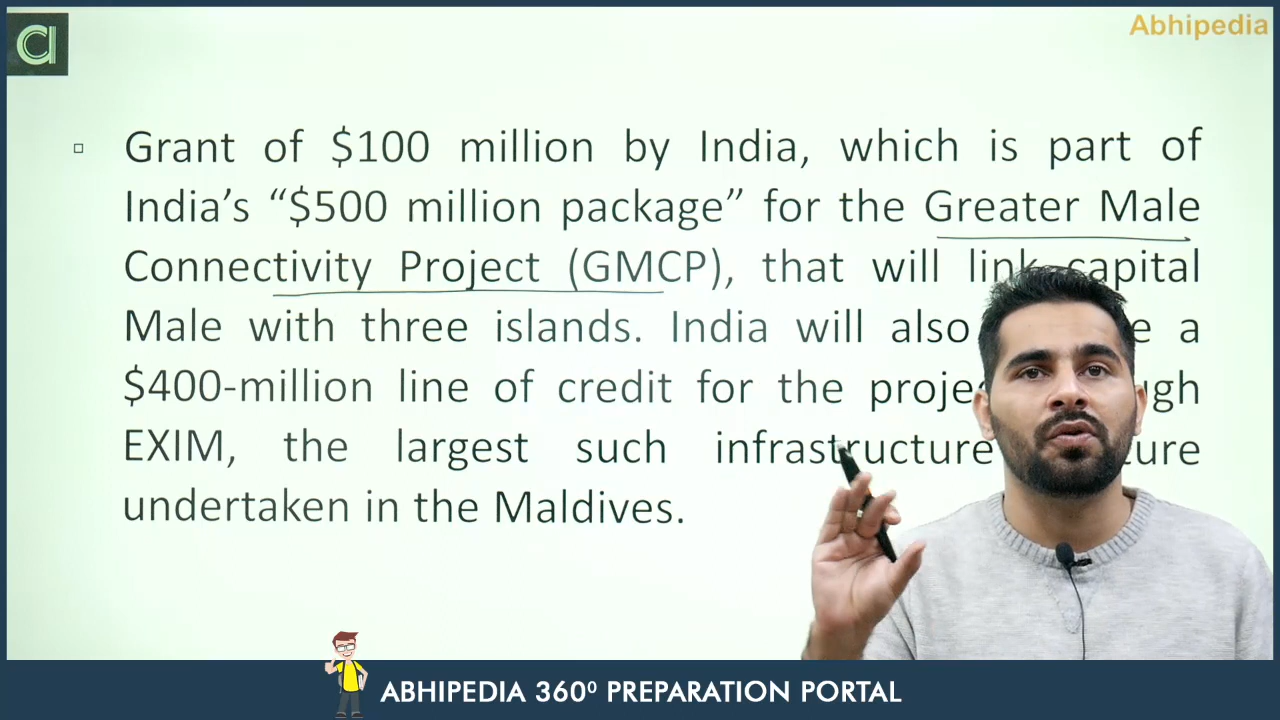 Abhipedia
Grant of $100 million by India, which is part of
India’s “$500 million package” for the Greater Male
Connectivity Project (GMCP), that will link capital
Male with three islands. India will also a
$400-million line of credit for the
EXIM, the largest such infrastructure
undertaken in the Maldives.
ABHIPEDIA 360⁰ PREPARATION PORTAL